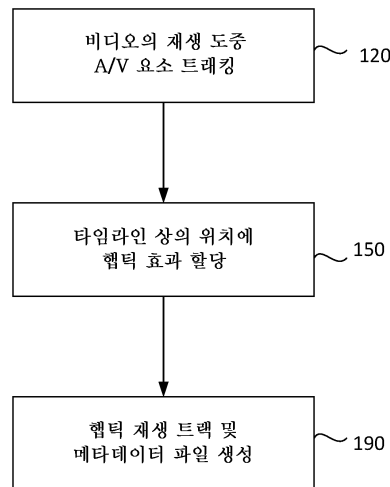 비디오의 재생 도중
A/V 요소 트래킹
120
타임라인 상의 위치에
햅틱 효과 할당
150
햅틱 재생 트랙 및
메타데이터 파일 생성
190